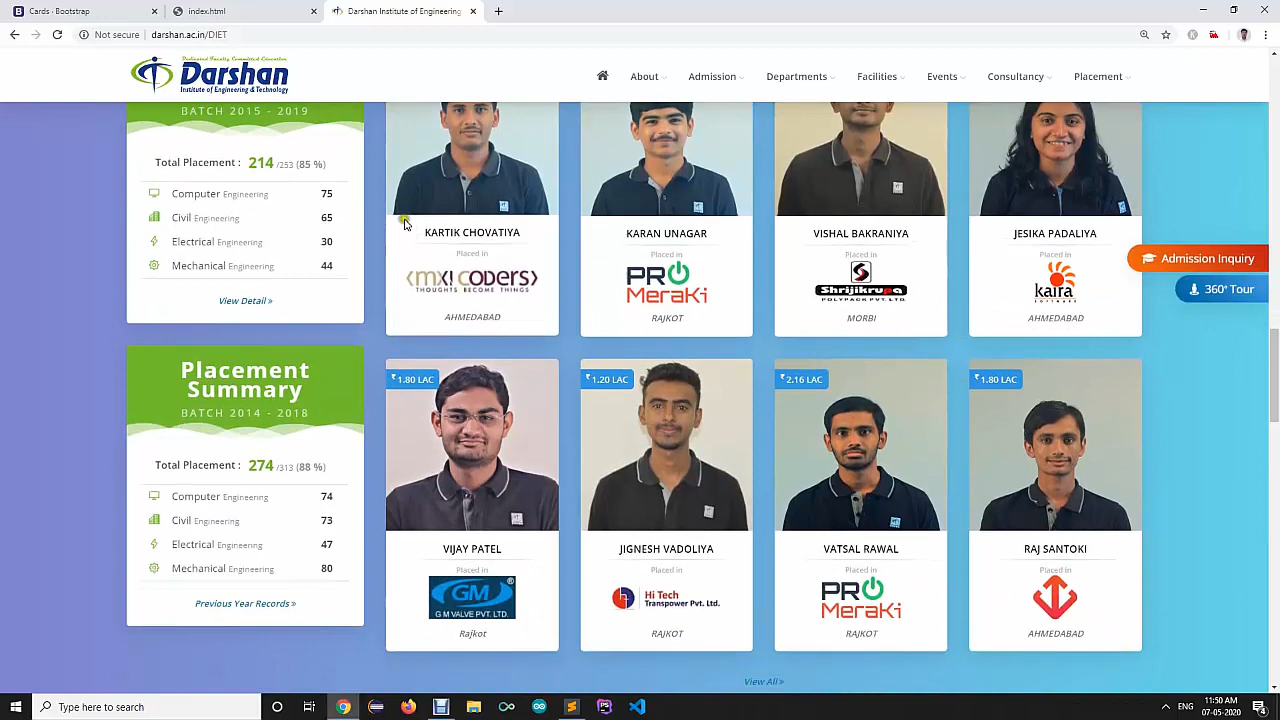 Cards · Bootstrap
index.html
Darshan Institute of Engineering
Not secure | darshan.ac.in/DIET
Dedicated Faculty Committed Education
Darshan
Institute of Engineering & Technology
About
Admission
Departments
Facilities
Events
Consultancy
Placement
BATCH 2015 - 2019
Total Placement : 214 /253 (85 %)
Computer Engineering 75
Civil Engineering 65
Electrical Engineering 30
Mechanical Engineering 44
View Detail »
KARTIK CHOVATIYA
Placed in
<mxi coders>
THOUGHTS BECOME THINGS
AHMEDABAD
KARAN UNAGAR
Placed in
PRO
MeraKi
RAJKOT
VISHAL BAKRANIYA
Placed in
Shrijikrupa
POLYPACK PVT. LTD.
MORBI
JESIKA PADALIYA
Placed in
kaira
SOFTWARE
AHMEDABAD
Admission Inquiry
360° Tour
Placement
Summary
BATCH 2014 - 2018
Total Placement : 274 /313 (88 %)
Computer Engineering 74
Civil Engineering 73
Electrical Engineering 47
Mechanical Engineering 80
Previous Year Records »
₹ 1.80 LAC
VIJAY PATEL
Placed in
GM ®
G M VALVE PVT. LTD.
Rajkot
₹ 1.20 LAC
JIGNESH VADOLIYA
Placed in
Hi Tech
Transpower Pvt. Ltd.
RAJKOT
₹ 2.16 LAC
VATSAL RAWAL
Placed in
PRO
MeraKi
RAJKOT
₹ 1.80 LAC
RAJ SANTOKI
Placed in
AHMEDABAD
View All »
Type here to search
ENG
11:50 AM
07-05-2020